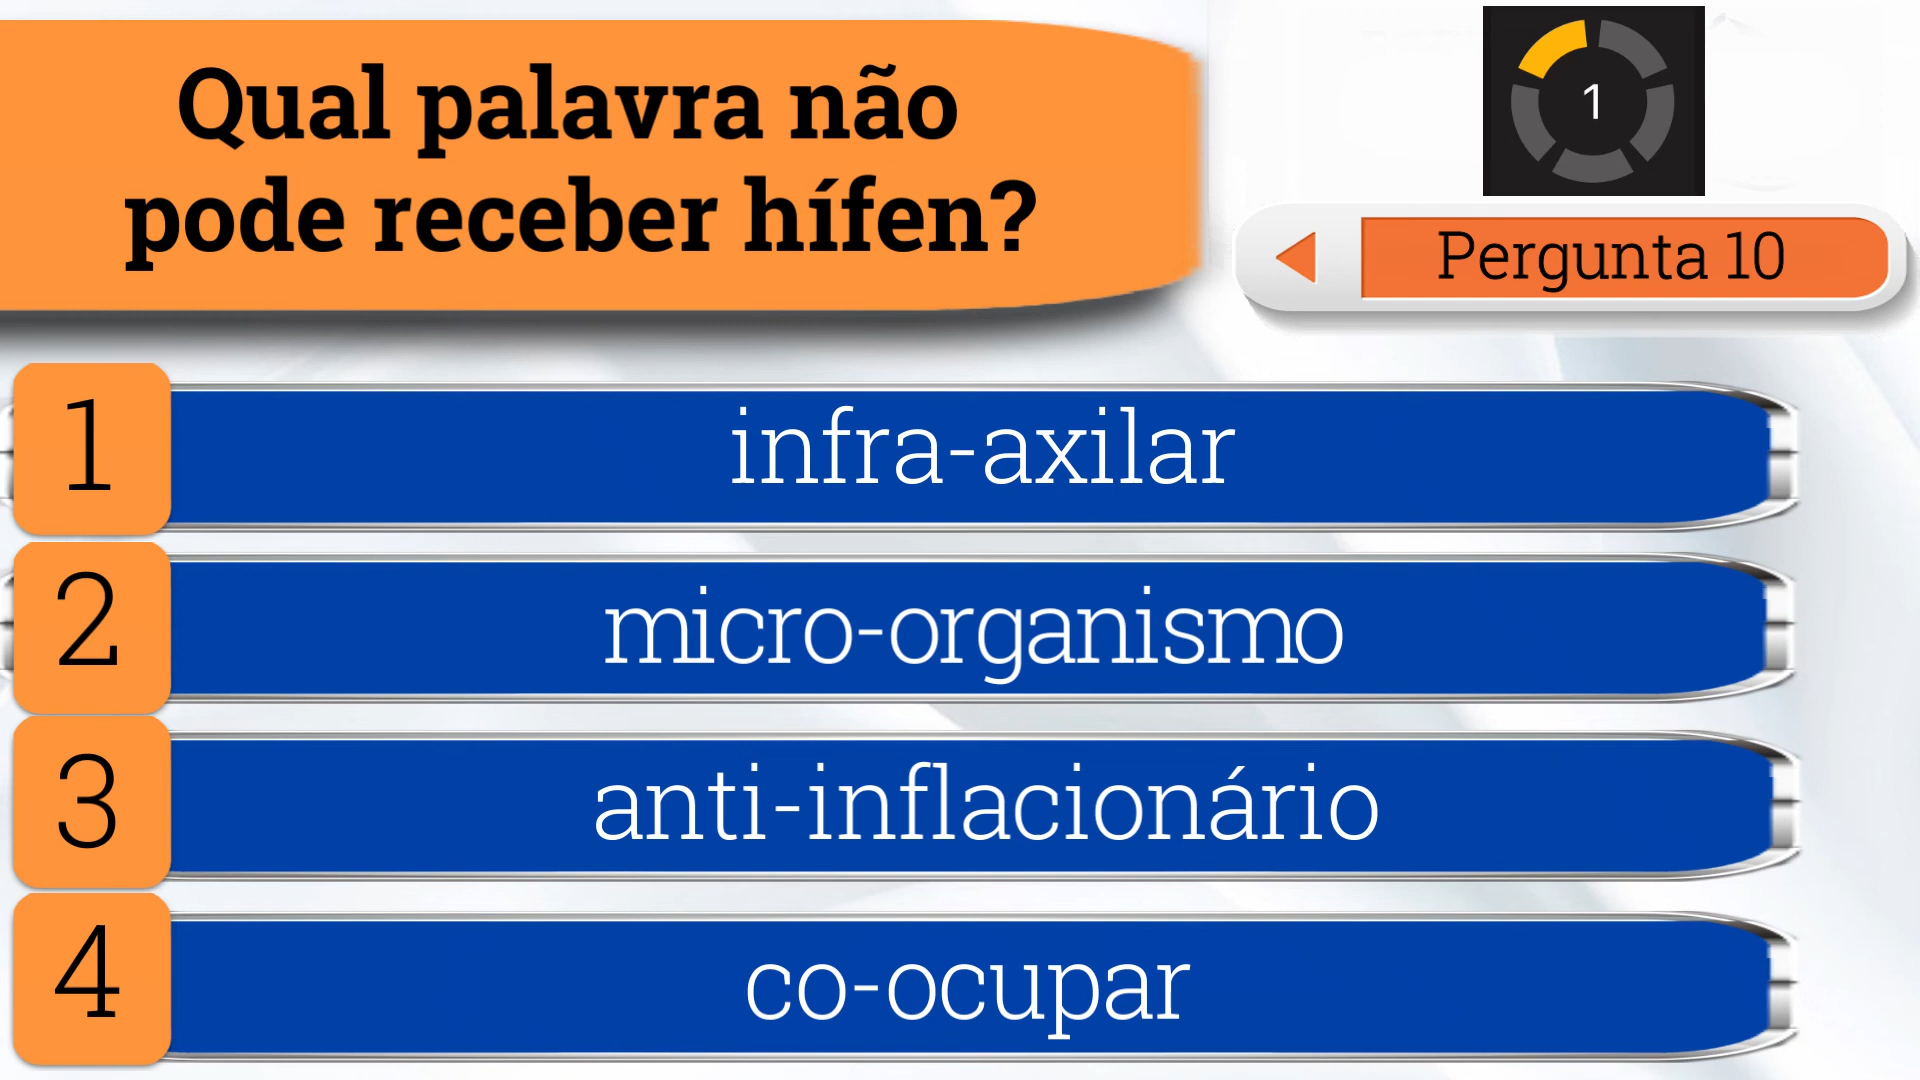 Qual palavra não
pode receber hífen?
1
Pergunta 10
1
infra-axilar
2
micro-organismo
3
anti-inflacionário
4
co-ocupar